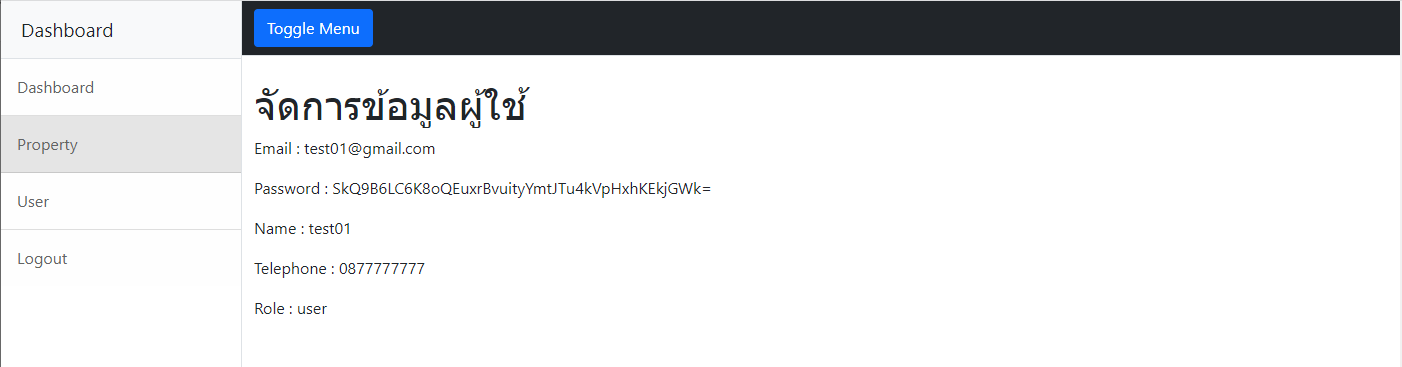 Dashboard
Toggle Menu
Dashboard
Property
User
Logout
จัดการข้อมูลผู้ใช้
Email : test01@gmail.com
Password : SkQ9B6LC6K8oQEuxrBvuityYmtJTu4kVpHxhKEkjGWk=
Name : test01
Telephone : 0877777777
Role : user